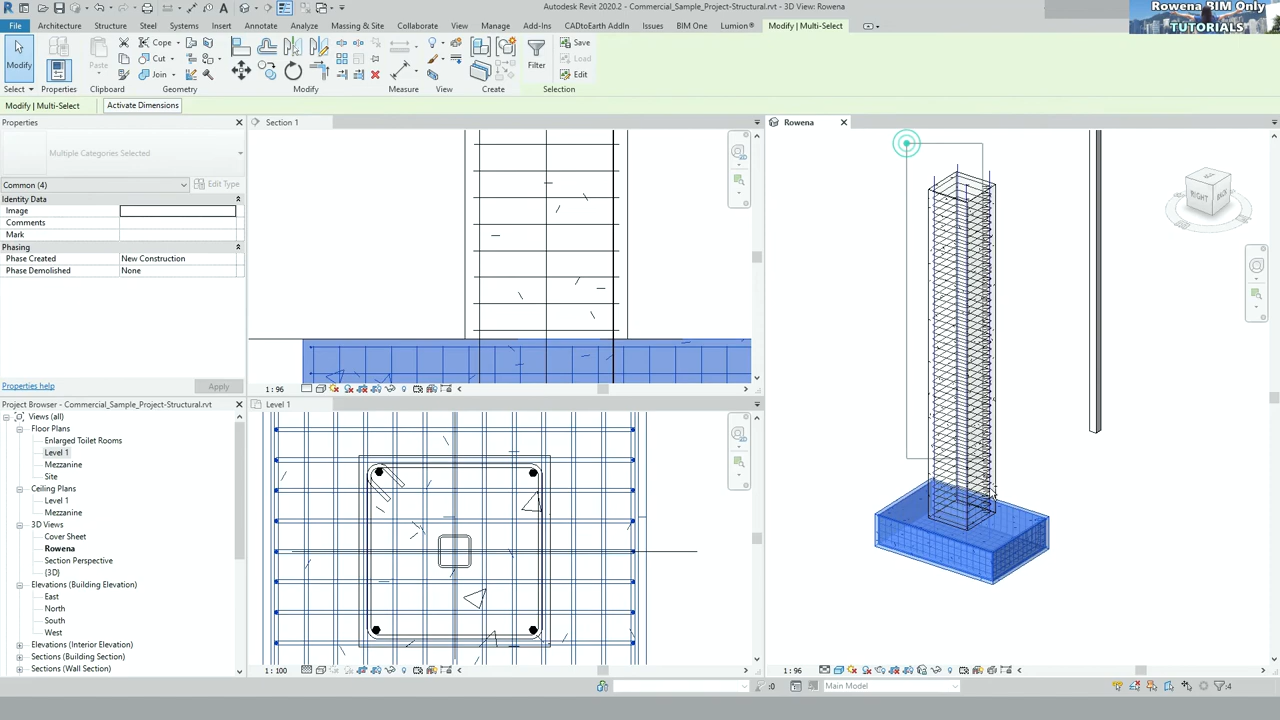 Autodesk Revit 2020.2 - Commercial_Sample_Project-Structural.rvt - 3D View: Rowena
Rowena BIM Only
TUTORIALS
File Architecture Structure Steel Systems Insert Annotate Analyze Massing & Site Collaborate View Manage Add-Ins CADtoEarth AddIn Issues BIM One Lumion® Modify | Multi-Select
Modify
Properties
Paste
Cope
Cut
Join
Filter
Save
Load
Edit
Select Properties Clipboard Geometry Modify Measure View Create Selection
Modify | Multi-Select Activate Dimensions
Properties
Multiple Categories Selected
Common (4) Edit Type
Identity Data
Image
Comments
Mark
Phasing
Phase Created New Construction
Phase Demolished None
Properties help Apply
Project Browser - Commercial_Sample_Project-Structural.rvt
Views (all)
Floor Plans
Enlarged Toilet Rooms
Level 1
Mezzanine
Site
Ceiling Plans
Level 1
Mezzanine
3D Views
Cover Sheet
Rowena
Section Perspective
{3D}
Elevations (Building Elevation)
East
North
South
West
Elevations (Interior Elevation)
Sections (Building Section)
Sections (Wall Section)
Section 1
1 : 96
Level 1
1 : 100
Rowena
RIGHT
BACK
1 : 96
:0
Main Model
:4